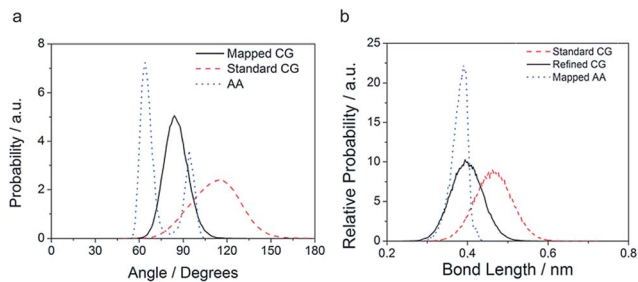 a
Probability / a.u.
8
6
4
2
0
Mapped CG
Standard CG
AA
0 30 60 90 120 150 180
Angle / Degrees
b
Relative Probability / a.u.
25
20
15
10
5
0
Standard CG
Refined CG
Mapped AA
0.2 0.4 0.6 0.8
Bond Length / nm